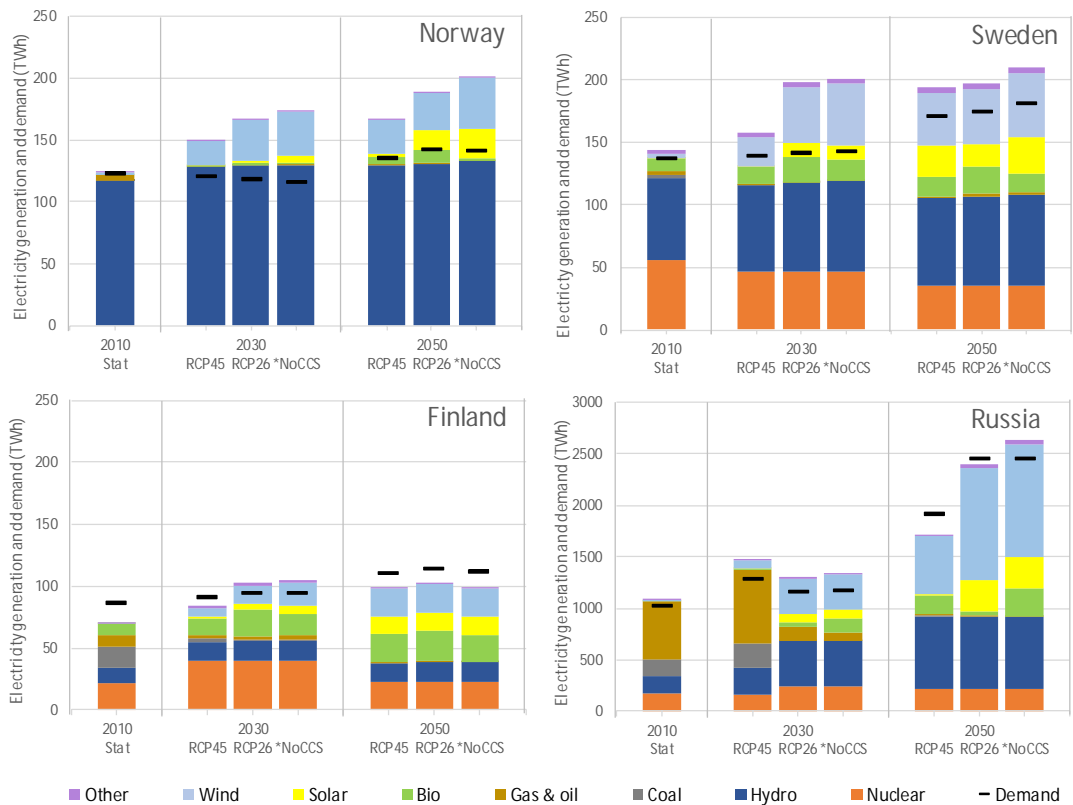 Norway
Electricity generation and demand (TWh)
250
200
150
100
50
0
2010
2030
2050
Stat
RCP45 RCP26 *NoCCS
RCP45 RCP26 *NoCCS
Sweden
Electricity generation and demand (TWh)
250
200
150
100
50
0
2010
2030
2050
Stat
RCP45 RCP26 *NoCCS
RCP45 RCP26 *NoCCS
Finland
Electricity generation and demand (TWh)
250
200
150
100
50
0
2010
2030
2050
Stat
RCP45 RCP26 *NoCCS
RCP45 RCP26 *NoCCS
Russia
Electricity generation and demand (TWh)
3000
2500
2000
1500
1000
500
0
2010
2030
2050
Stat
RCP45 RCP26 *NoCCS
RCP45 RCP26 *NoCCS
Other Wind Solar Bio Gas & oil Coal Hydro Nuclear Demand